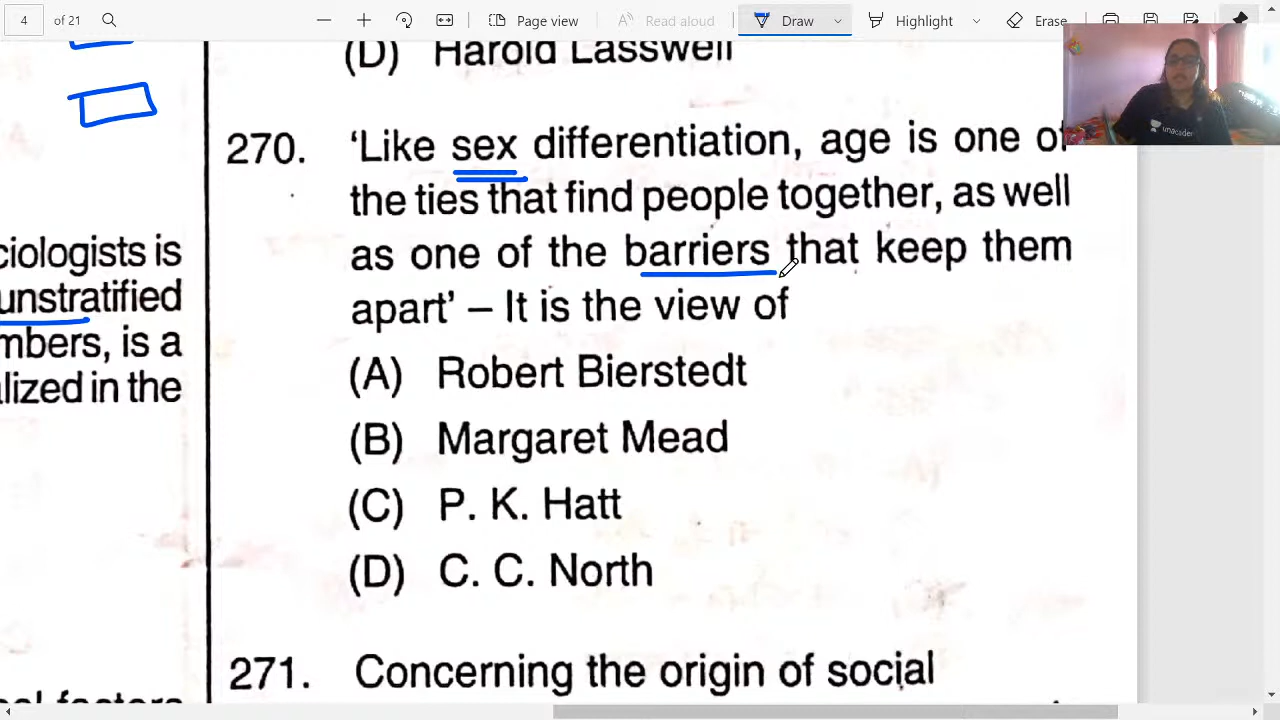 4 of 21 Page view Read aloud Draw Highlight Erase
(D) Harold Lasswell
unacademy
270. 'Like sex differentiation, age is one of
the ties that find people together, as well
as one of the barriers that keep them
apart' – It is the view of
(A) Robert Bierstedt
(B) Margaret Mead
(C) P. K. Hatt
(D) C. C. North
271. Concerning the origin of social
ciologists is
unstratified
mbers, is a
lized in the
factors